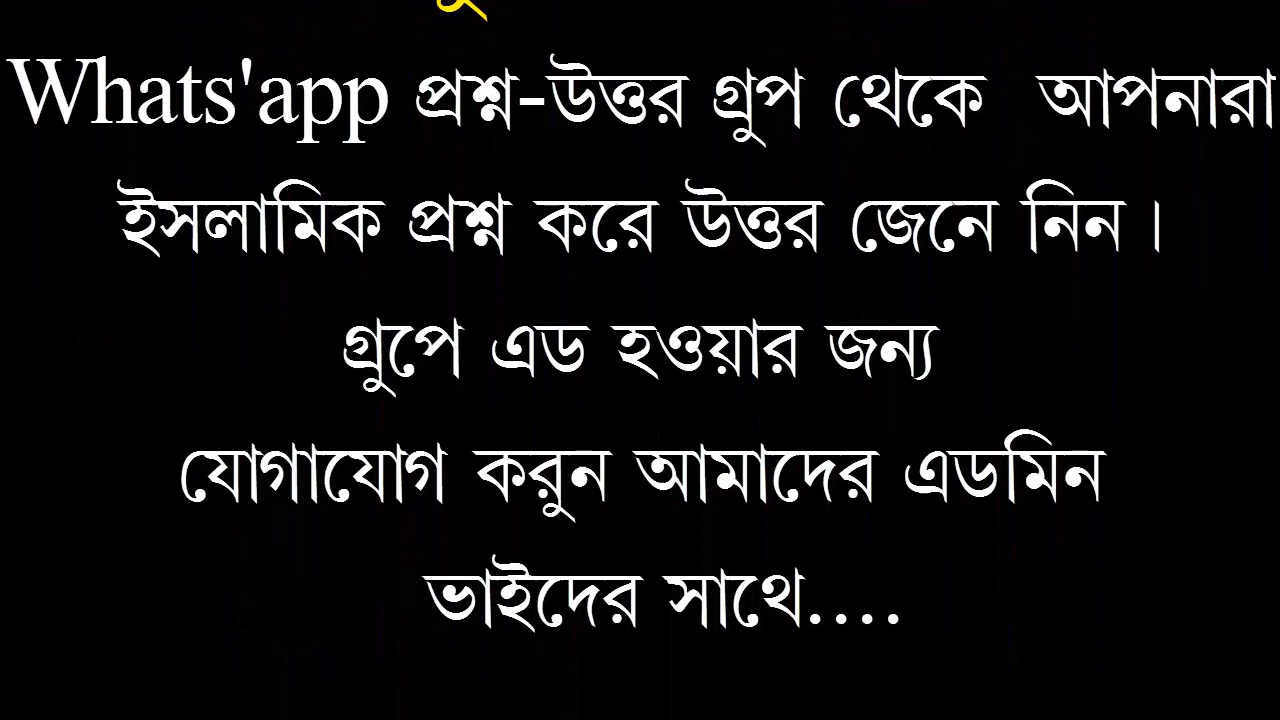 Whats'app প্রশ্ন-উত্তর গ্রুপ থেকে আপনারা
ইসলামিক প্রশ্ন করে উত্তর জেনে নিন।
গ্রুপে এড হওয়ার জন্য
যোগাযোগ করুন আমাদের এডমিন
ভাইদের সাথে....